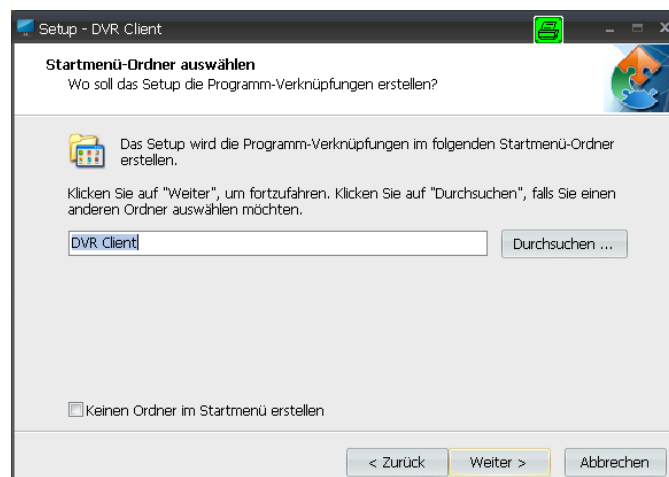 Setup - DVR Client
Startmenü-Ordner auswählen
Wo soll das Setup die Programm-Verknüpfungen erstellen?
Das Setup wird die Programm-Verknüpfungen im folgenden Startmenü-Ordner
erstellen.
Klicken Sie auf "Weiter", um fortzufahren. Klicken Sie auf "Durchsuchen", falls Sie einen
anderen Ordner auswählen möchten.
DVR Client
Durchsuchen ...
Keinen Ordner im Startmenü erstellen
< Zurück
Weiter >
Abbrechen